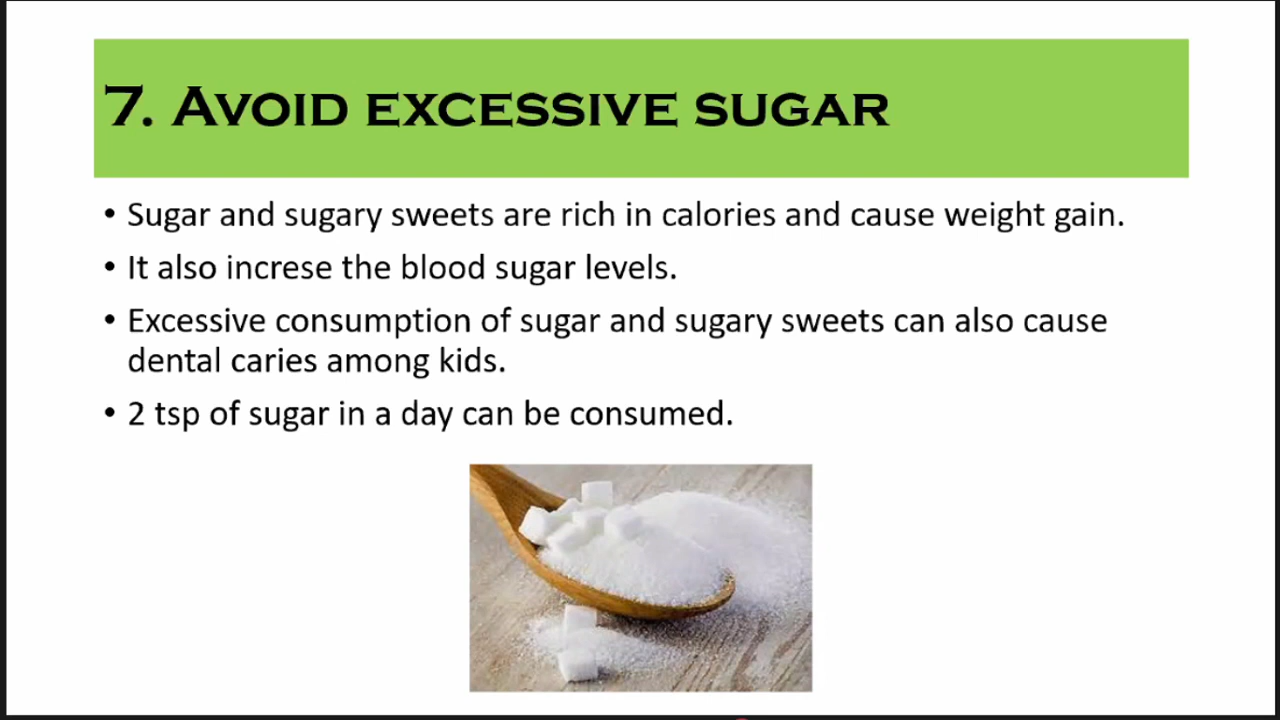 7. AVOID EXCESSIVE SUGAR
• Sugar and sugary sweets are rich in calories and cause weight gain.
• It also increse the blood sugar levels.
• Excessive consumption of sugar and sugary sweets can also cause
dental caries among kids.
• 2 tsp of sugar in a day can be consumed.